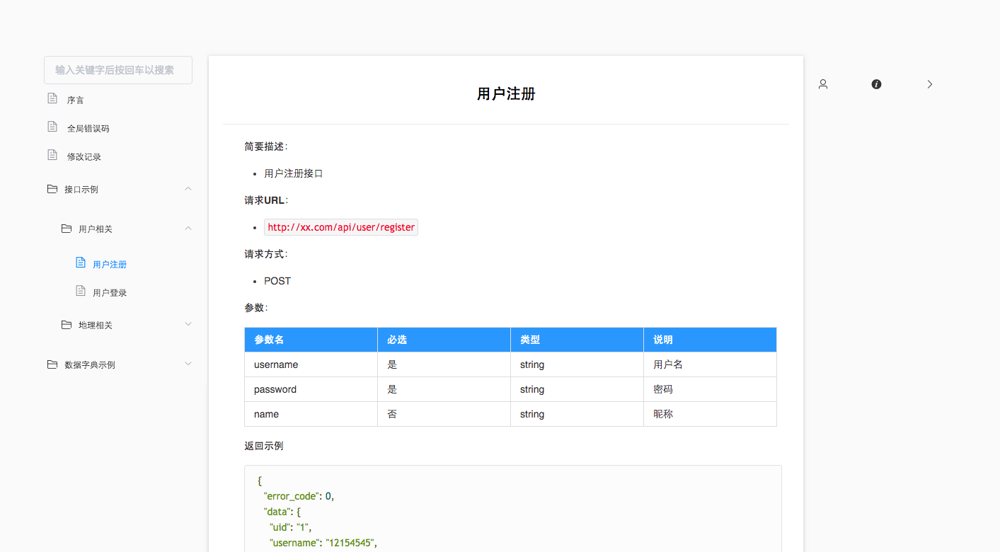 输入关键字后按回车以搜索
序言
全局错误码
修改记录
接口示例
用户相关
用户注册
用户登录
地理相关
数据字典示例
用户注册
简要描述：
• 用户注册接口
请求URL：
• http://xx.com/api/user/register
请求方式：
• POST
参数：
参数名 必选 类型 说明
username 是 string 用户名
password 是 string 密码
name 否 string 昵称
返回示例
{
"error_code": 0,
"data": {
"uid": "1",
"username": "12154545",